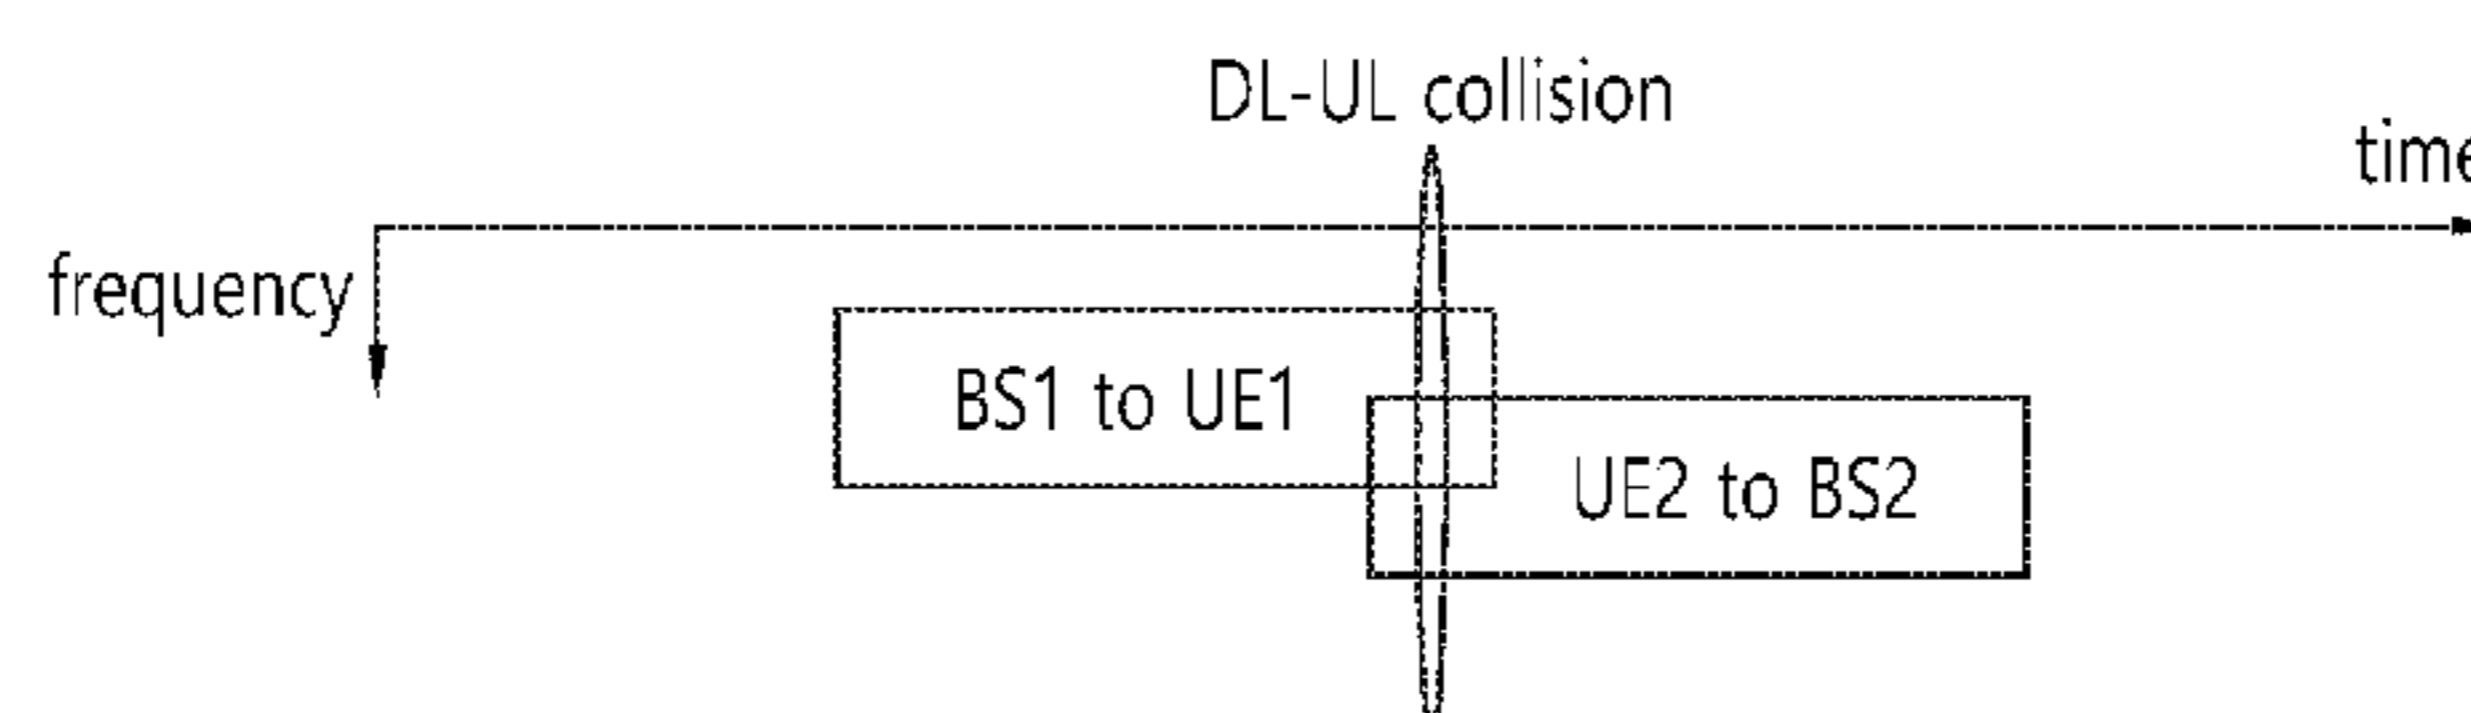 DL-UL collision
time
frequency
BS1 to UE1
UE2 to BS2